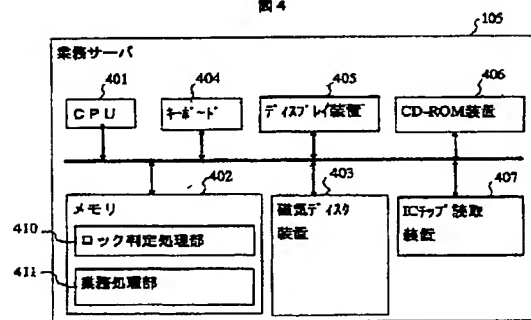 図４
105
業務サーバ
401
404
405
406
ＣＰＵ
ｷｰﾎﾞｰﾄﾞ
ﾃﾞｨｽﾌﾟﾚｲ装置
CD-ROM装置
402
403
407
メモリ
磁気ﾃﾞｨｽｸ
装置
ICﾁｯﾌﾟ読取
装置
410
ロック判定処理部
411
業務処理部